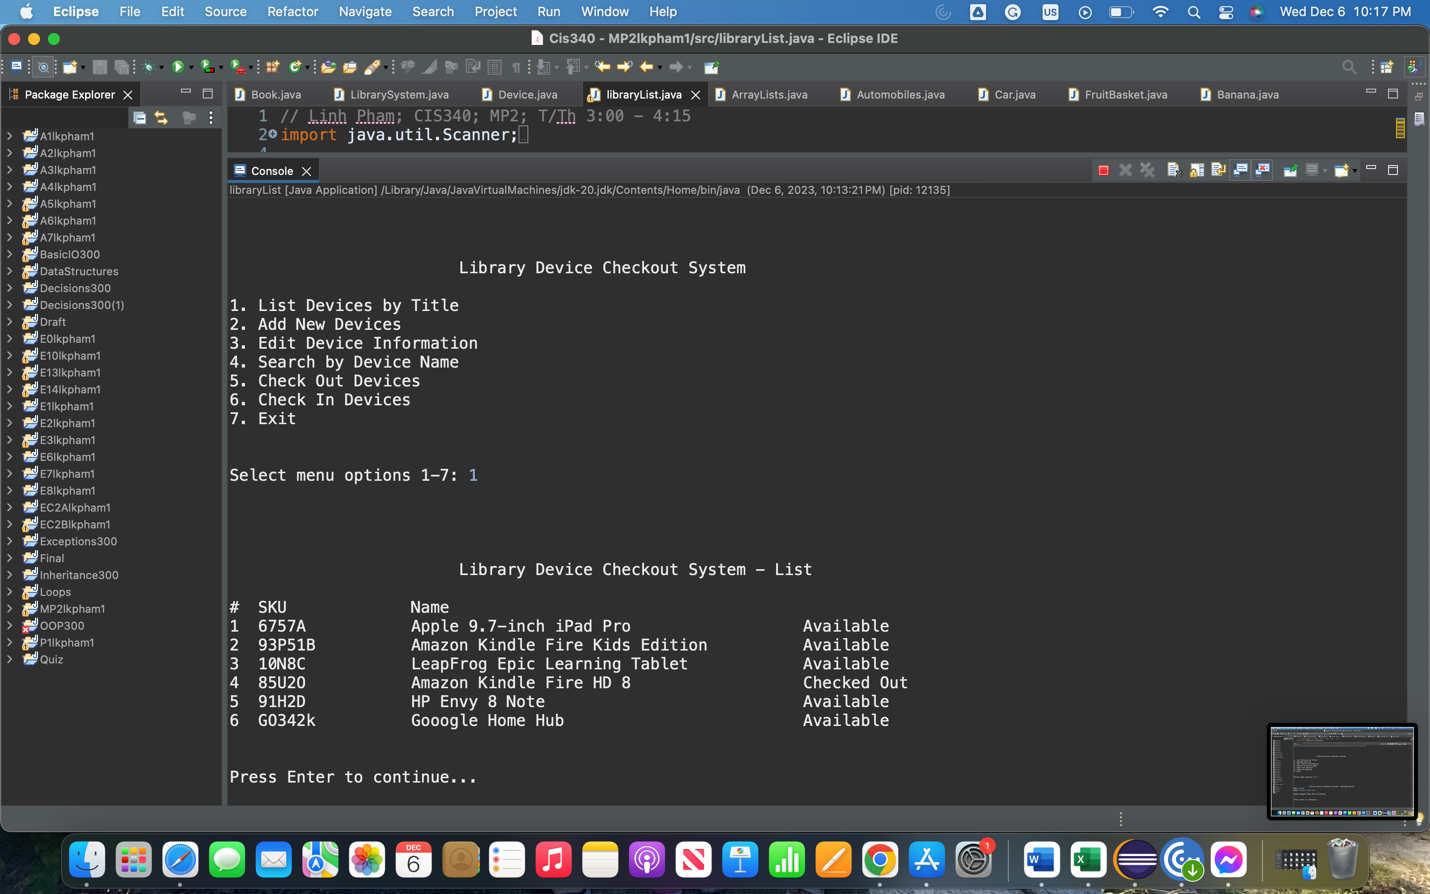 Eclipse File Edit Source Refactor Navigate Search Project Run Window Help US Wed Dec 6 10:17 PM
Cis340 - MP2lkpham1/src/libraryList.java - Eclipse IDE
Package Explorer
Book.java LibrarySystem.java Device.java libraryList.java ArrayLists.java Automobiles.java Car.java FruitBasket.java Banana.java
1 // Linh Pham; CIS340; MP2; T/Th 3:00 - 4:15
2 import java.util.Scanner;
Console
libraryList [Java Application] /Library/Java/JavaVirtualMachines/jdk-20.jdk/Contents/Home/bin/java (Dec 6, 2023, 10:13:21 PM) [pid: 12135]
A1lkpham1
A2lkpham1
A3lkpham1
A4lkpham1
A5lkpham1
A6lkpham1
A7lkpham1
BasicIO300
DataStructures
Decisions300
Decisions300(1)
Draft
E0lkpham1
E10lkpham1
E13lkpham1
E14lkpham1
E1lkpham1
E2lkpham1
E3lkpham1
E6lkpham1
E7lkpham1
E8lkpham1
EC2Alkpham1
EC2Blkpham1
Exceptions300
Final
Inheritance300
Loops
MP2lkpham1
OOP300
P1lkpham1
Quiz
Library Device Checkout System
1. List Devices by Title
2. Add New Devices
3. Edit Device Information
4. Search by Device Name
5. Check Out Devices
6. Check In Devices
7. Exit
Select menu options 1-7: 1
Library Device Checkout System - List
# SKU Name
1 6757A Apple 9.7-inch iPad Pro Available
2 93P51B Amazon Kindle Fire Kids Edition Available
3 10N8C LeapFrog Epic Learning Tablet Available
4 85U2O Amazon Kindle Fire HD 8 Checked Out
5 91H2D HP Envy 8 Note Available
6 GO342k Gooogle Home Hub Available
Press Enter to continue...
DEC
6
1